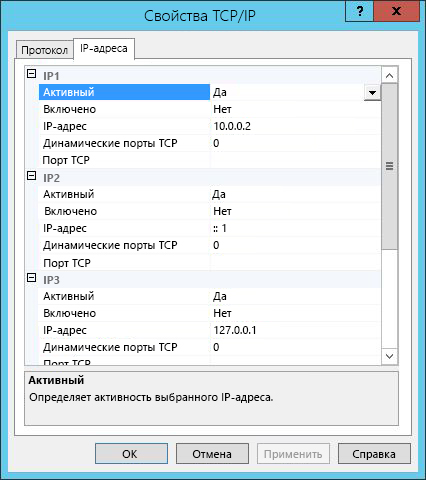 Свойства TCP/IP
? X
Протокол IP-адреса
IP1
Активный Да
Включено Нет
IP-адрес 10.0.0.2
Динамические порты TCP 0
Порт TCP
IP2
Активный Да
Включено Нет
IP-адрес :: 1
Динамические порты TCP 0
Порт TCP
IP3
Активный Да
Включено Нет
IP-адрес 127.0.0.1
Динамические порты TCP 0
Порт TCP
Активный
Определяет активность выбранного IP-адреса.
ОК Отмена Применить Справка